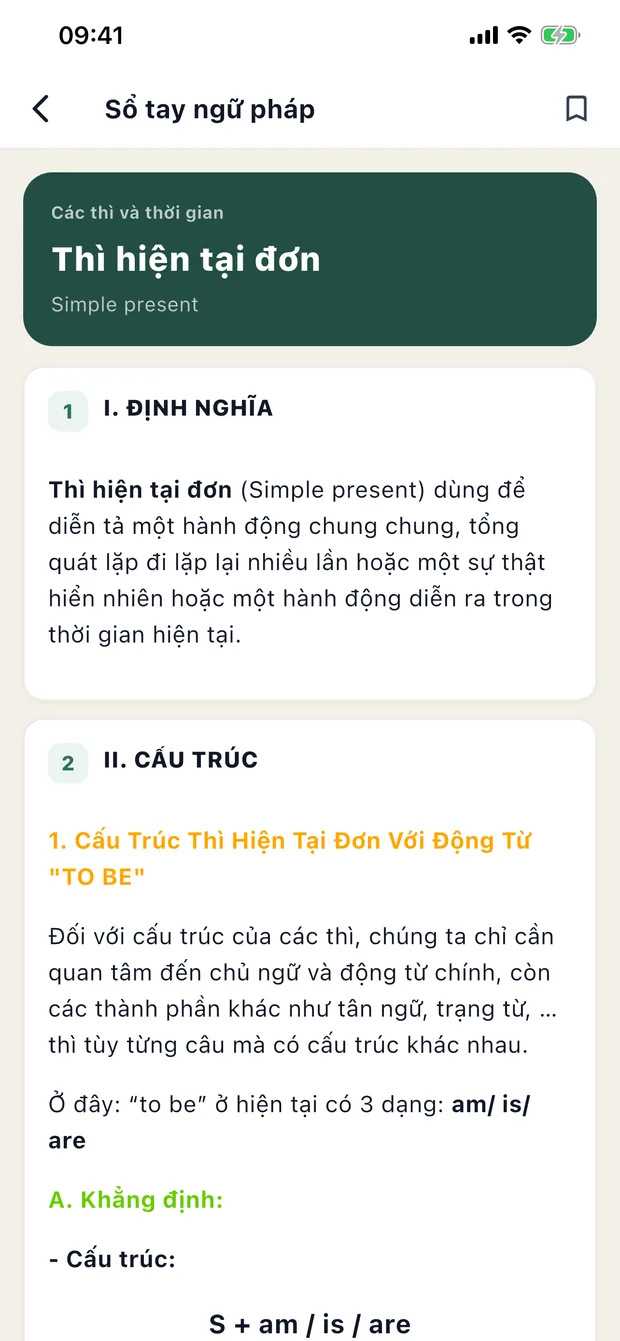 09:41
Sổ tay ngữ pháp
Các thì và thời gian
Thì hiện tại đơn
Simple present
1
I. ĐỊNH NGHĨA
Thì hiện tại đơn (Simple present) dùng để
diễn tả một hành động chung chung, tổng
quát lặp đi lặp lại nhiều lần hoặc một sự thật
hiển nhiên hoặc một hành động diễn ra trong
thời gian hiện tại.
2
II. CẤU TRÚC
1. Cấu Trúc Thì Hiện Tại Đơn Với Động Từ
"TO BE"
Đối với cấu trúc của các thì, chúng ta chỉ cần
quan tâm đến chủ ngữ và động từ chính, còn
các thành phần khác như tân ngữ, trạng từ, ...
thì tùy từng câu mà có cấu trúc khác nhau.
Ở đây: “to be” ở hiện tại có 3 dạng: am/ is/
are
A. Khẳng định:
- Cấu trúc:
S + am / is / are